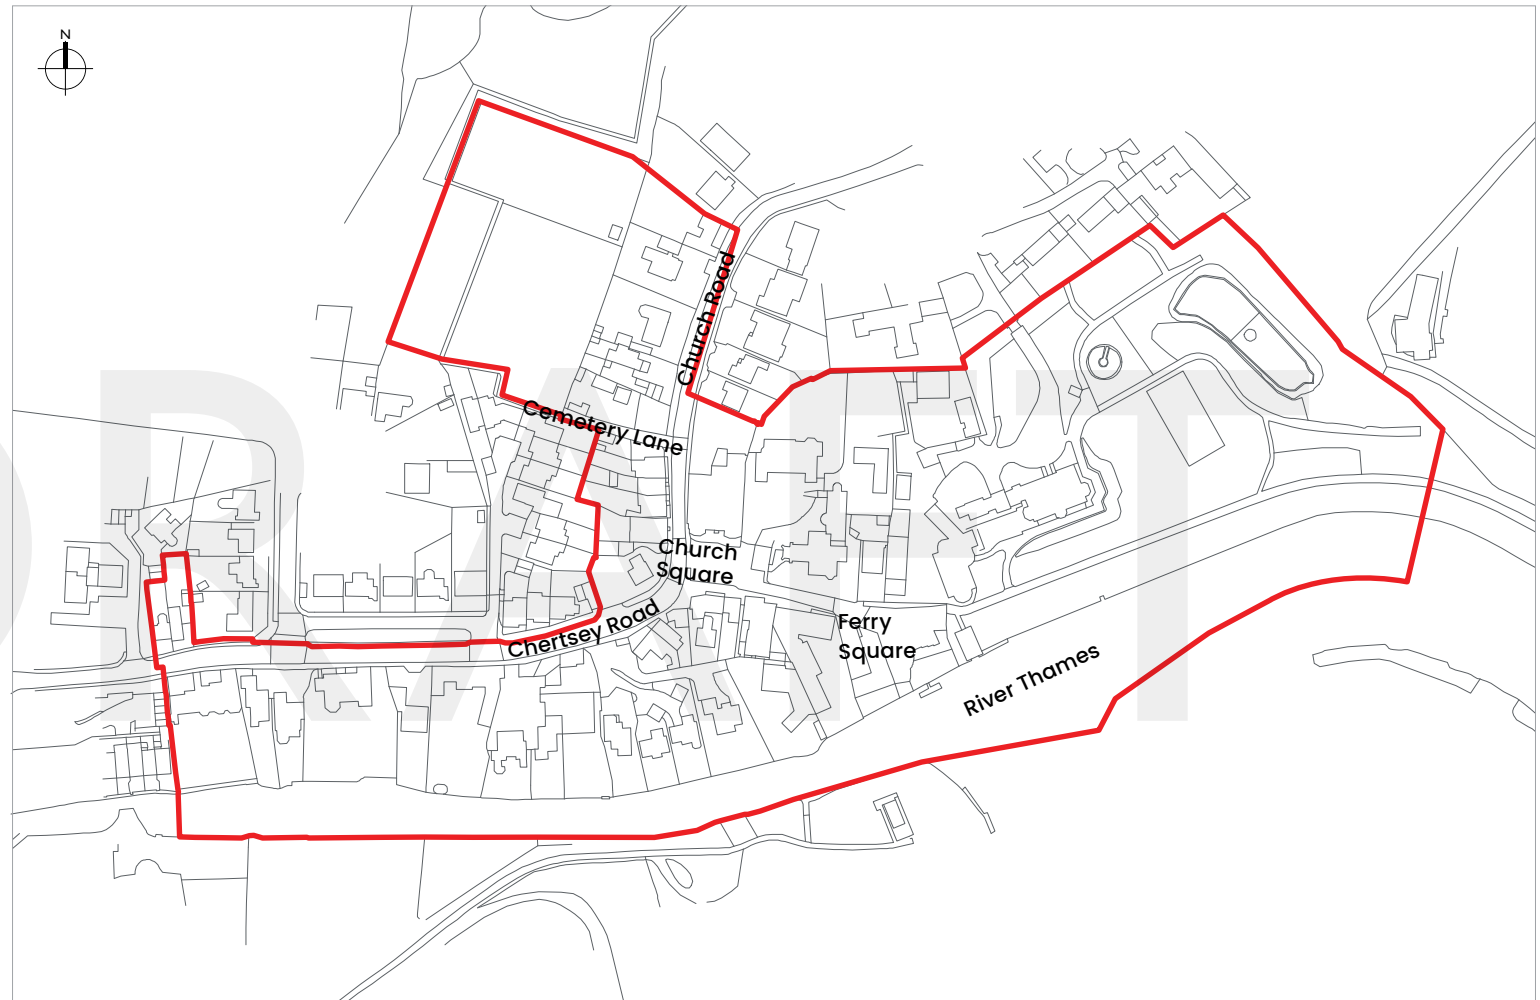 N
Church Road
Cemetery Lane
Church
Square
Chertsey Road
Ferry
Square
River Thames
DRAFT